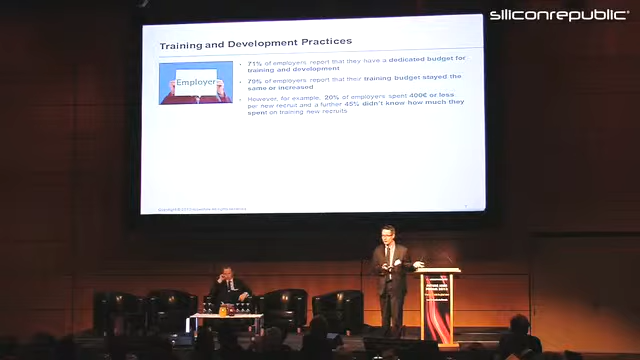 siliconrepublic
Training and Development Practices
Employer
71% of employers report that they have a dedicated budget for
training and development
79% of employers report that their training budget stayed the
same or increased
However, for example, 20% of employers spent 400€ or less
per new recruit and a further 45% didn't know how much they
spent on training new recruits